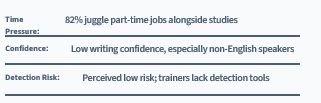 Time 82% juggle part-time jobs alongside studies
Pressure:
Confidence: Low writing confidence, especially non-English speakers
Detection Risk: Perceived low risk; trainers lack detection tools